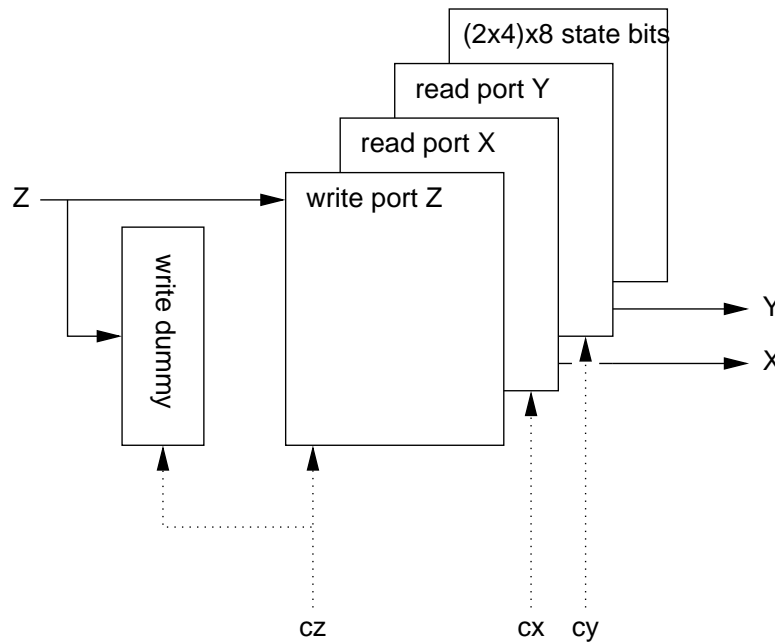 (2x4)x8 state bits
read port Y
read port X
Z
write port Z
write dummy
Y
X
cz
cx
cy